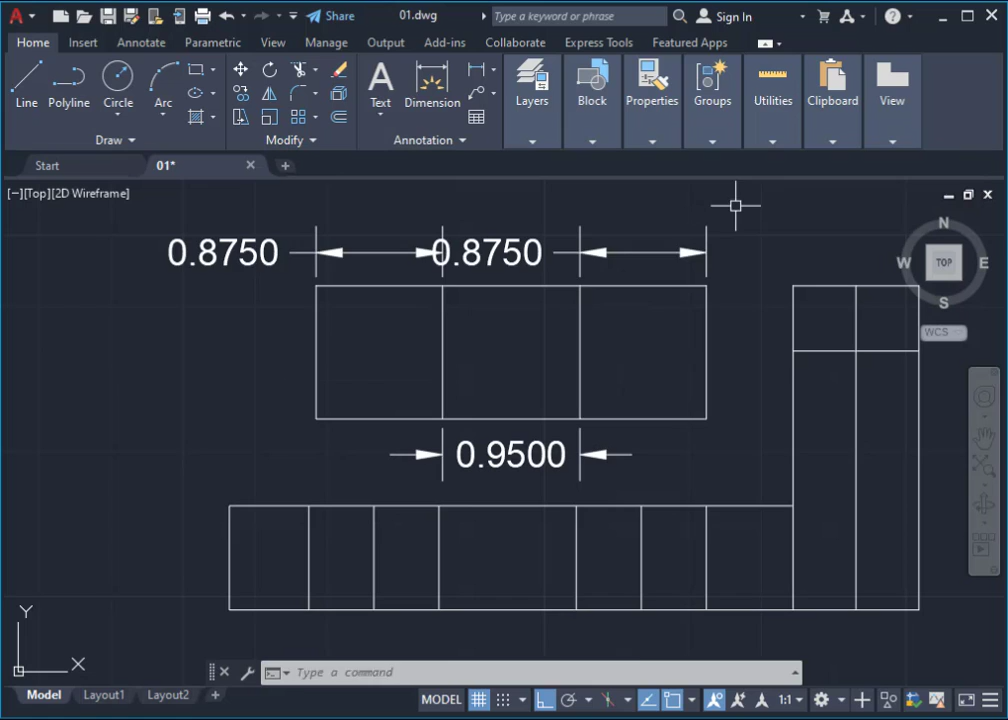 A Share 01.dwg Type a keyword or phrase Sign In ?
Home Insert Annotate Parametric View Manage Output Add-ins Collaborate Express Tools Featured Apps
Line Polyline Circle Arc A Text Dimension Layers Block Properties Groups Utilities Clipboard View
Draw Modify Annotation
Start 01* +
[−][Top][2D Wireframe]
N
0.8750 0.8750
W TOP E
S
WCS
0.9500
Y
X
Type a command
Model Layout1 Layout2 + MODEL 1:1